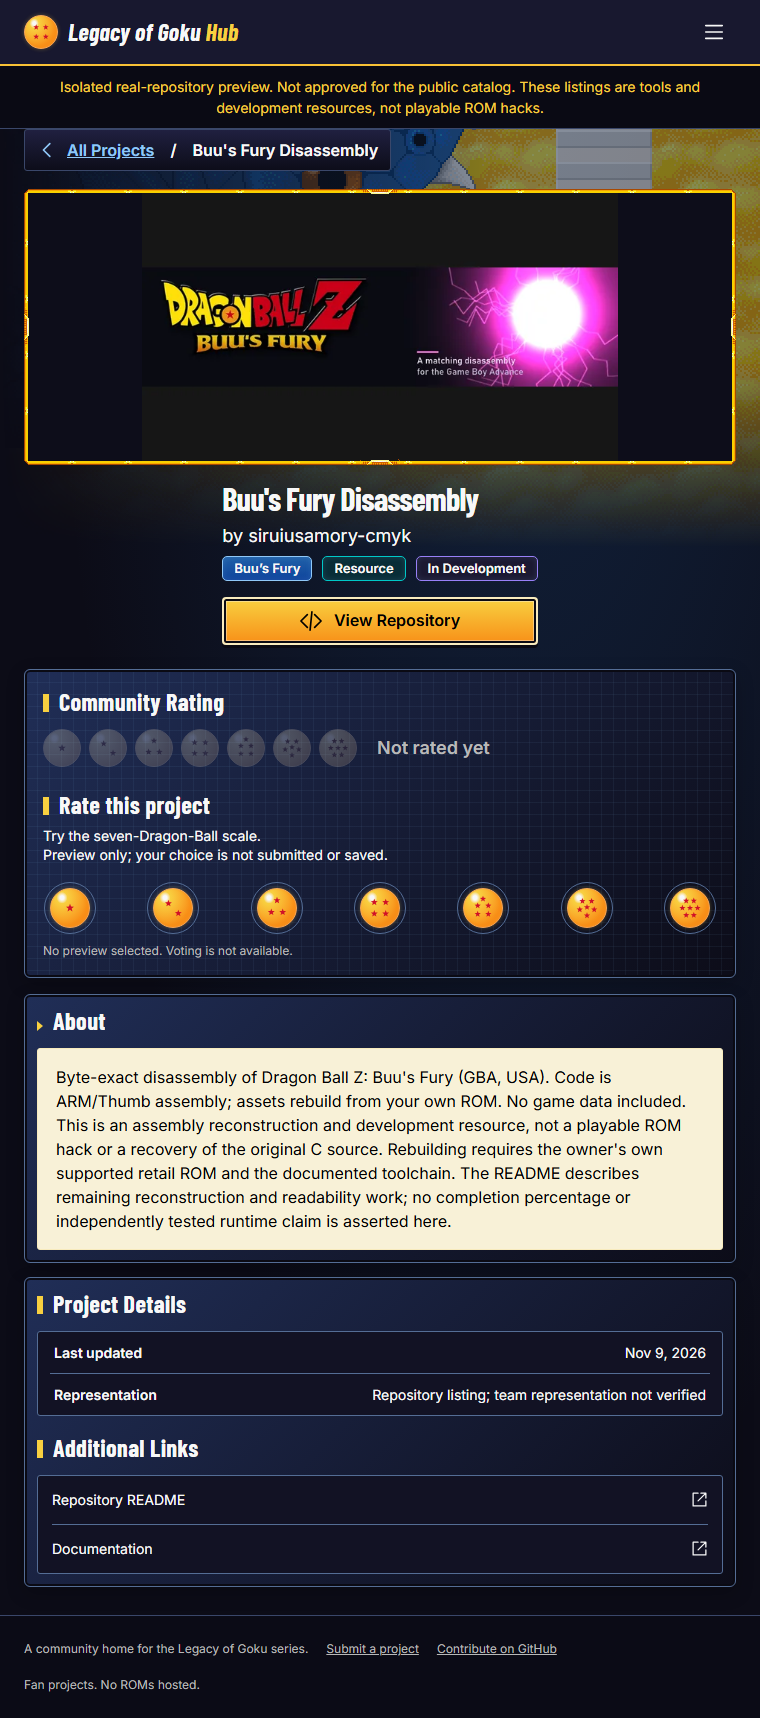 Legacy of Goku Hub
Isolated real-repository preview. Not approved for the public catalog. These listings are tools and
development resources, not playable ROM hacks.
All Projects / Buu's Fury Disassembly
DRAGON BALL Z
BUU'S FURY
A matching disassembly
for the Game Boy Advance
Buu's Fury Disassembly
by siruiusamory-cmyk
Buu's Fury Resource In Development
View Repository
Community Rating
Not rated yet
Rate this project
Try the seven-Dragon-Ball scale.
Preview only; your choice is not submitted or saved.
No preview selected. Voting is not available.
About
Byte-exact disassembly of Dragon Ball Z: Buu's Fury (GBA, USA). Code is
ARM/Thumb assembly; assets rebuild from your own ROM. No game data included.
This is an assembly reconstruction and development resource, not a playable ROM
hack or a recovery of the original C source. Rebuilding requires the owner's own
supported retail ROM and the documented toolchain. The README describes
remaining reconstruction and readability work; no completion percentage or
independently tested runtime claim is asserted here.
Project Details
Last updated Nov 9, 2026
Representation Repository listing; team representation not verified
Additional Links
Repository README
Documentation
A community home for the Legacy of Goku series. Submit a project Contribute on GitHub
Fan projects. No ROMs hosted.